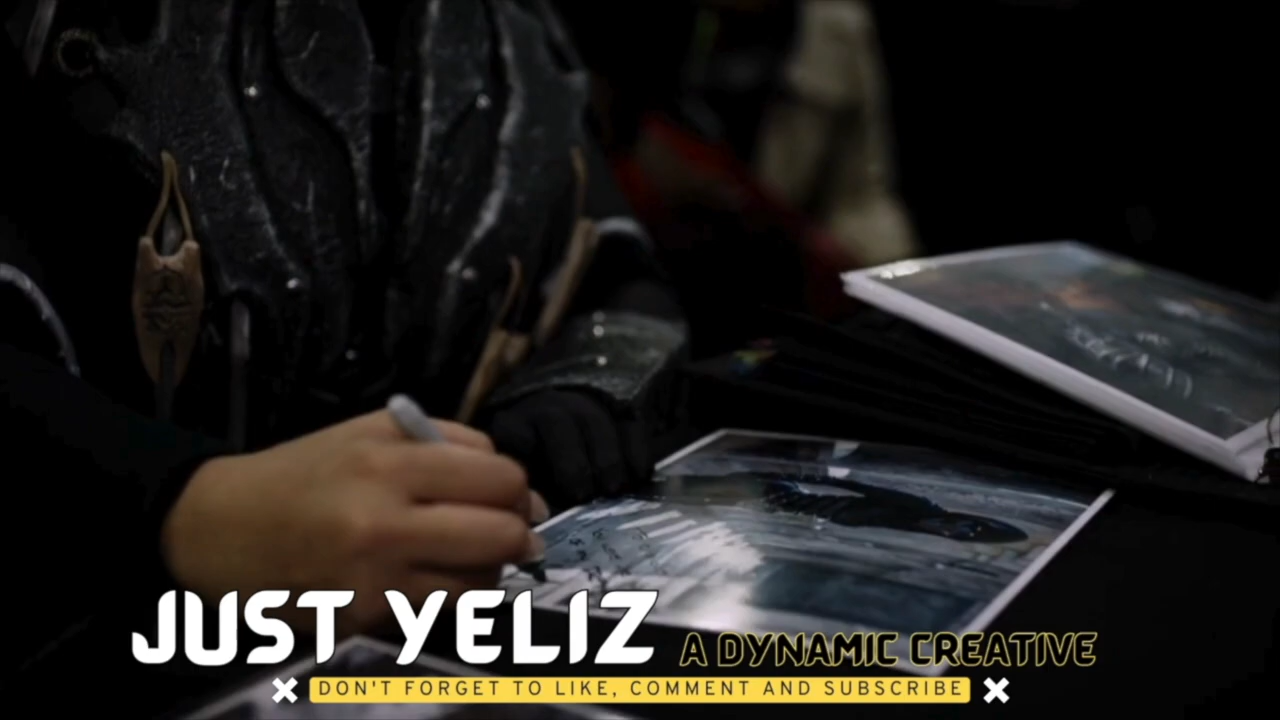 JUST YELIZ A DYNAMIC CREATIVE
DON'T FORGET TO LIKE, COMMENT AND SUBSCRIBE